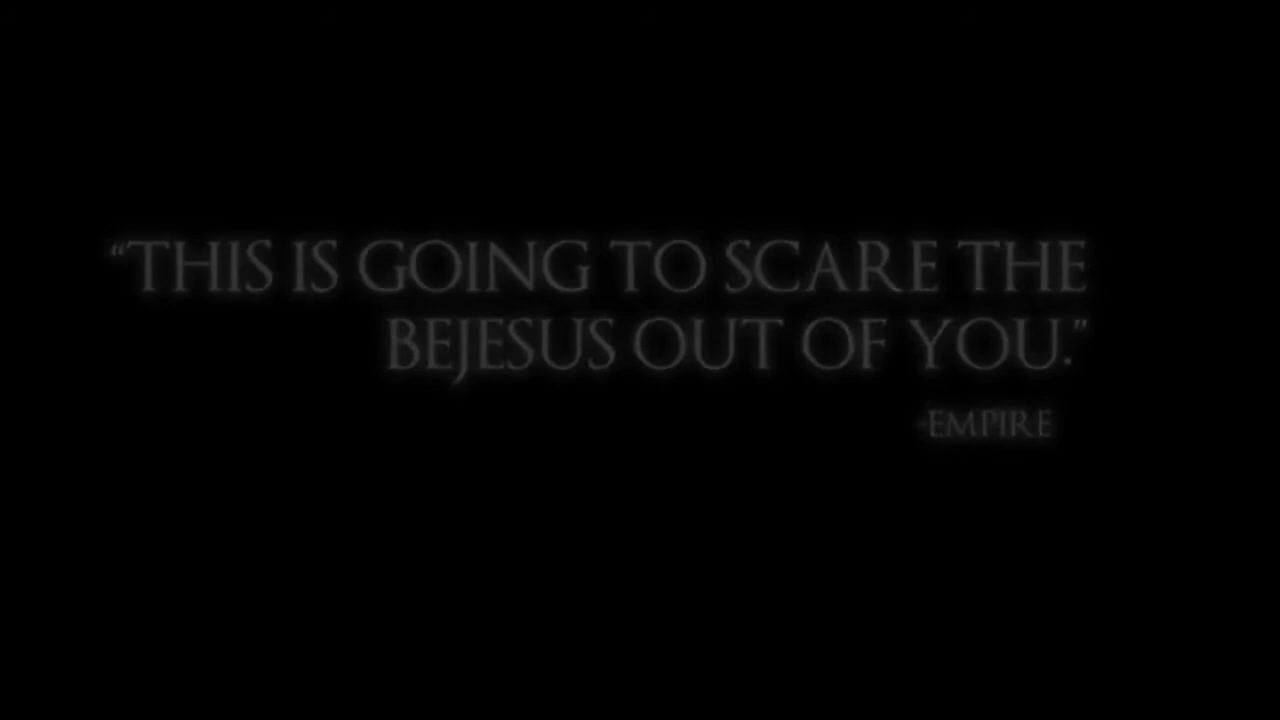 “THIS IS GOING TO SCARE THE
BEJESUS OUT OF YOU.”
-EMPIRE